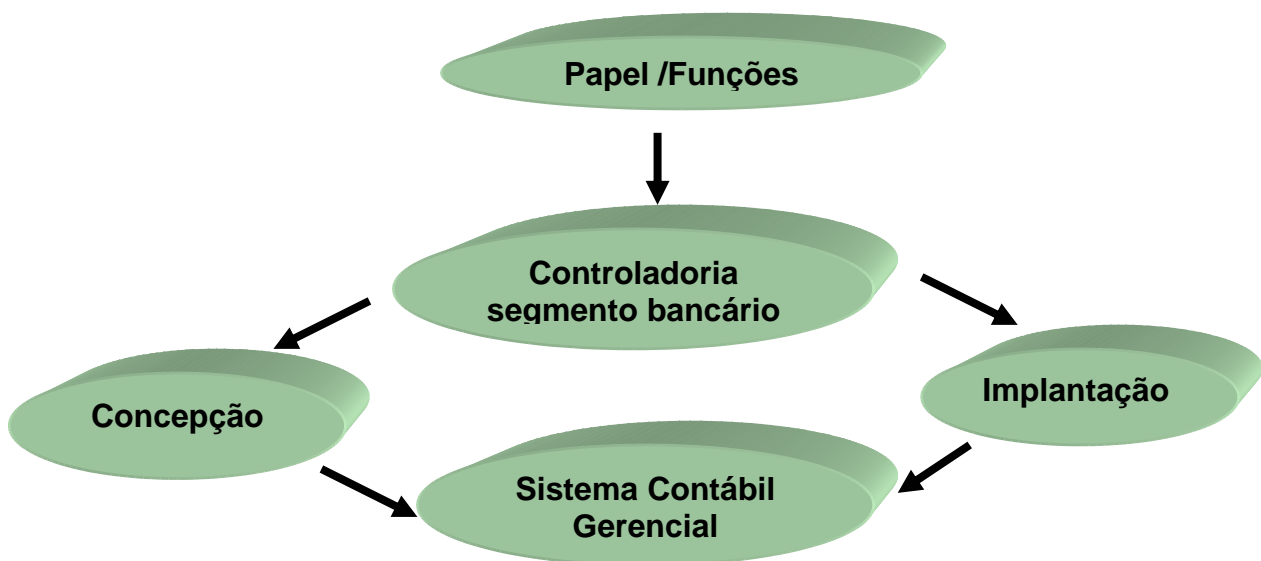 Papel /Funções
Controladoria
segmento bancário
Concepção
Implantação
Sistema Contábil
Gerencial